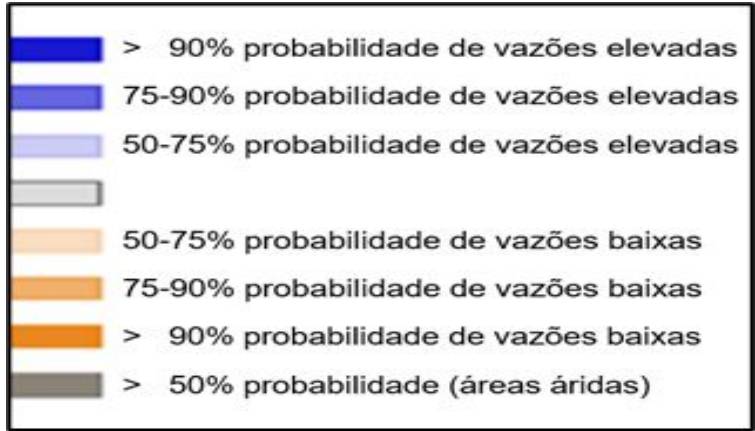 > 90% probabilidade de vazões elevadas
75-90% probabilidade de vazões elevadas
50-75% probabilidade de vazões elevadas
50-75% probabilidade de vazões baixas
75-90% probabilidade de vazões baixas
> 90% probabilidade de vazões baixas
> 50% probabilidade (áreas áridas)